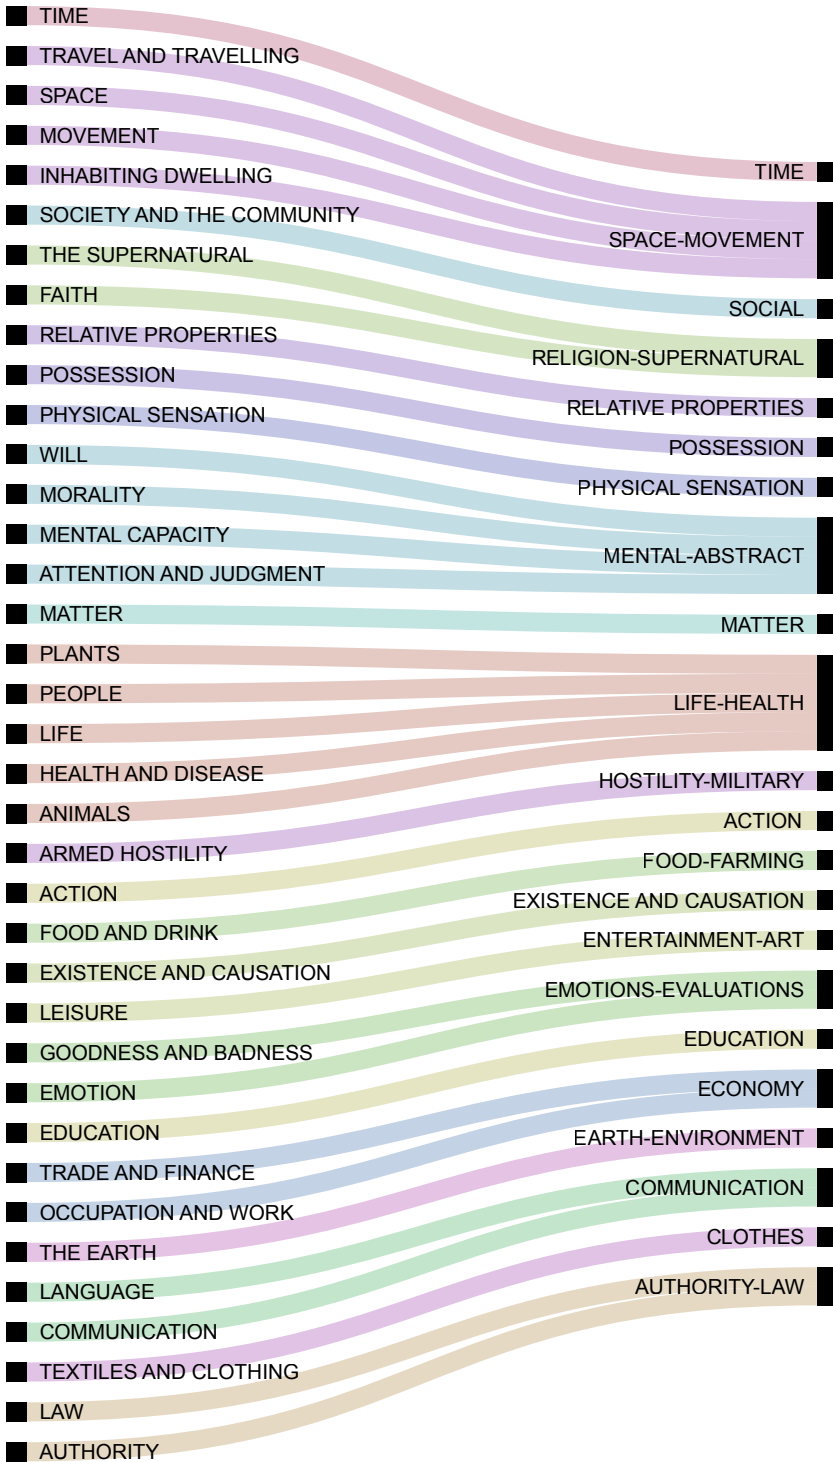 TIME
TRAVEL AND TRAVELLING
SPACE
MOVEMENT
INHABITING DWELLING
SOCIETY AND THE COMMUNITY
THE SUPERNATURAL
FAITH
RELATIVE PROPERTIES
POSSESSION
PHYSICAL SENSATION
WILL
MORALITY
MENTAL CAPACITY
ATTENTION AND JUDGMENT
MATTER
PLANTS
PEOPLE
LIFE
HEALTH AND DISEASE
ANIMALS
ARMED HOSTILITY
ACTION
FOOD AND DRINK
EXISTENCE AND CAUSATION
LEISURE
GOODNESS AND BADNESS
EMOTION
EDUCATION
TRADE AND FINANCE
OCCUPATION AND WORK
THE EARTH
LANGUAGE
COMMUNICATION
TEXTILES AND CLOTHING
LAW
AUTHORITY
TIME
SPACE-MOVEMENT
SOCIAL
RELIGION-SUPERNATURAL
RELATIVE PROPERTIES
POSSESSION
PHYSICAL SENSATION
MENTAL-ABSTRACT
MATTER
LIFE-HEALTH
HOSTILITY-MILITARY
ACTION
FOOD-FARMING
EXISTENCE AND CAUSATION
ENTERTAINMENT-ART
EMOTIONS-EVALUATIONS
EDUCATION
ECONOMY
EARTH-ENVIRONMENT
COMMUNICATION
CLOTHES
AUTHORITY-LAW